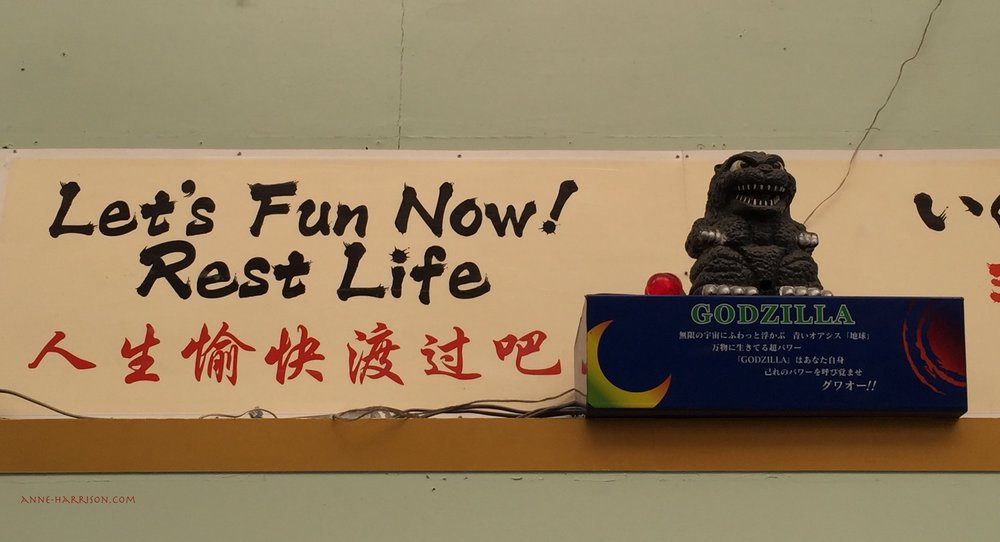 Let's Fun Now!
Rest Life
人生愉快渡过吧
GODZILLA
無限の宇宙にふわっと浮かぶ 青いオアシス「地球」
万物に生きてる超パワー
「GODZILLA」はあなた自身
己れのパワーを呼び覚ませ
グワオー!!
い
ANNE-HARRISON.COM